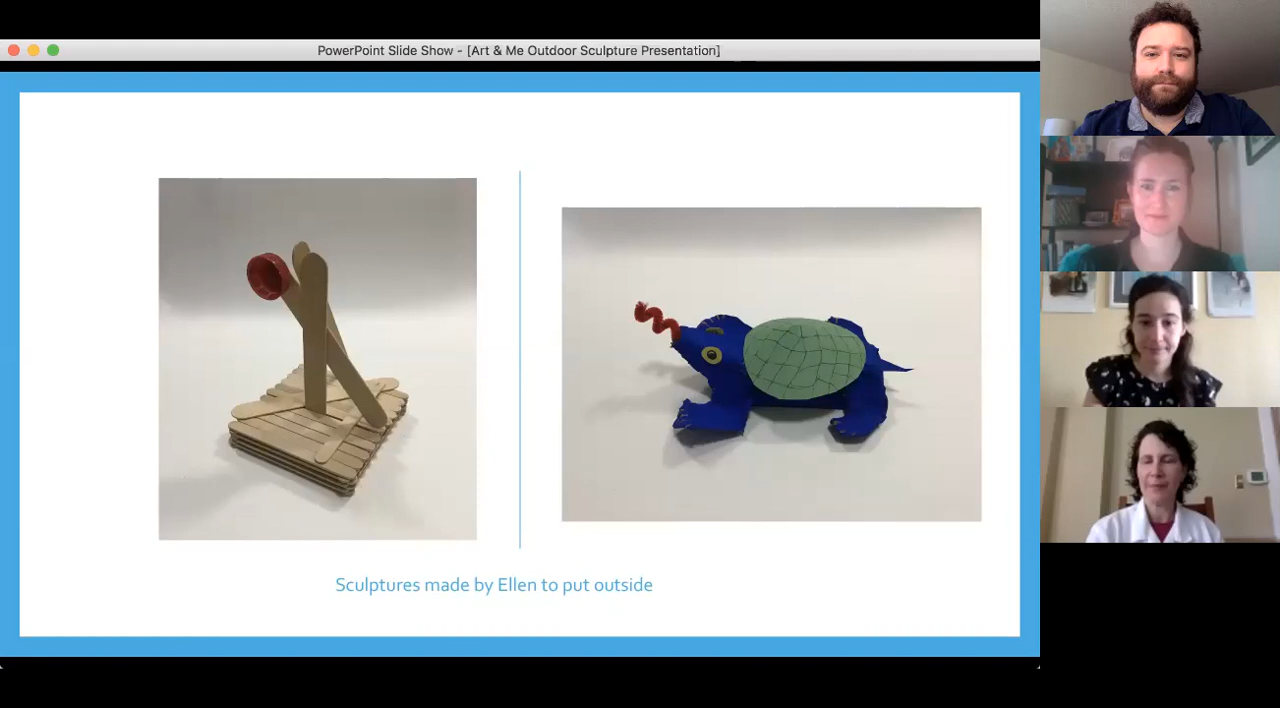 PowerPoint Slide Show - [Art & Me Outdoor Sculpture Presentation]
Sculptures made by Ellen to put outside